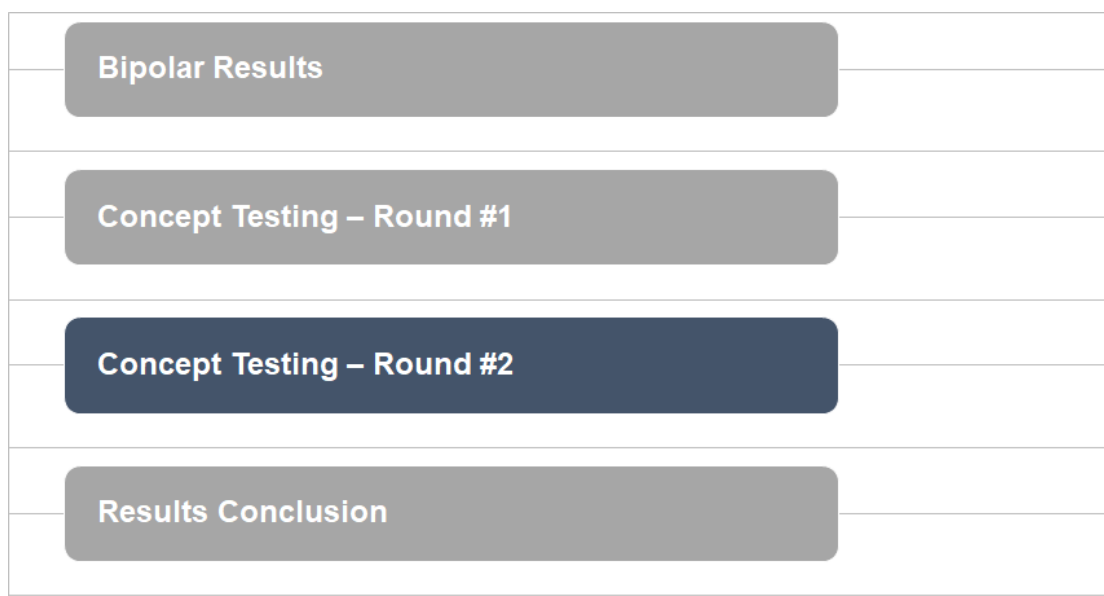 Bipolar Results
Concept Testing – Round #1
Concept Testing – Round #2
Results Conclusion